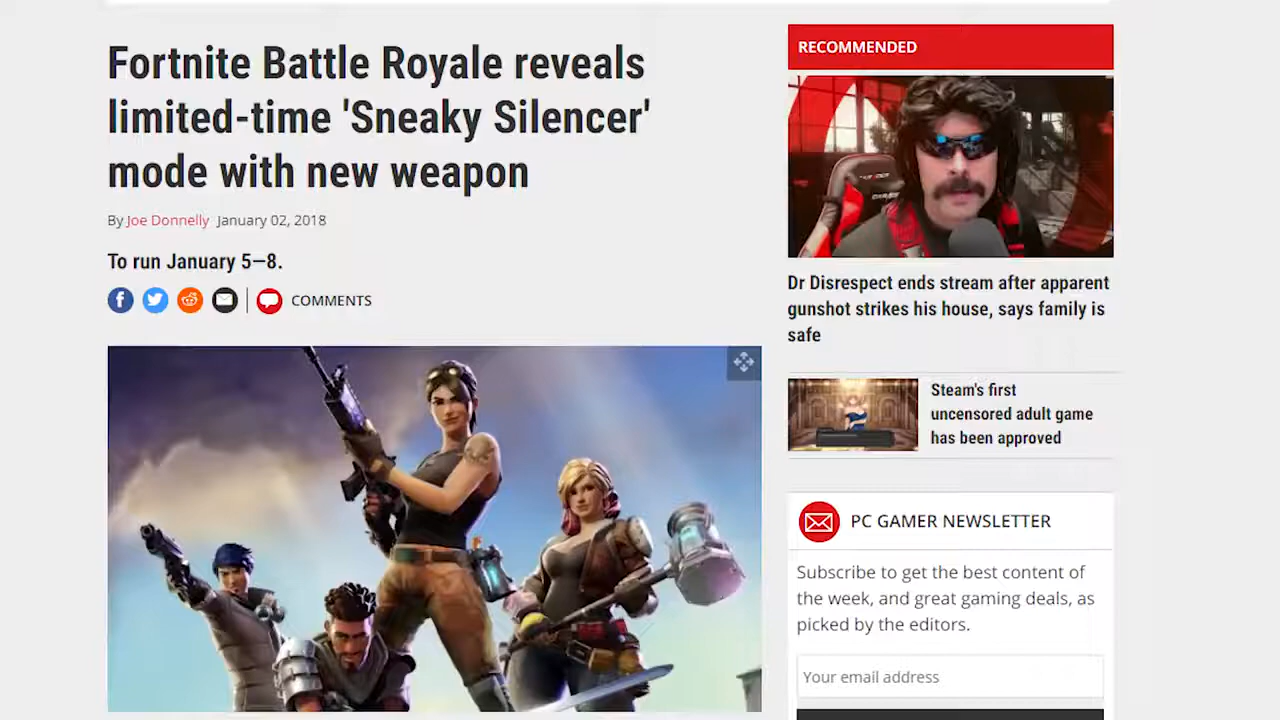 Fortnite Battle Royale reveals
limited-time 'Sneaky Silencer'
mode with new weapon
By Joe Donnelly January 02, 2018
To run January 5–8.
COMMENTS
RECOMMENDED
Dr Disrespect ends stream after apparent
gunshot strikes his house, says family is
safe
Steam's first
uncensored adult game
has been approved
PC GAMER NEWSLETTER
Subscribe to get the best content of
the week, and great gaming deals, as
picked by the editors.
Your email address